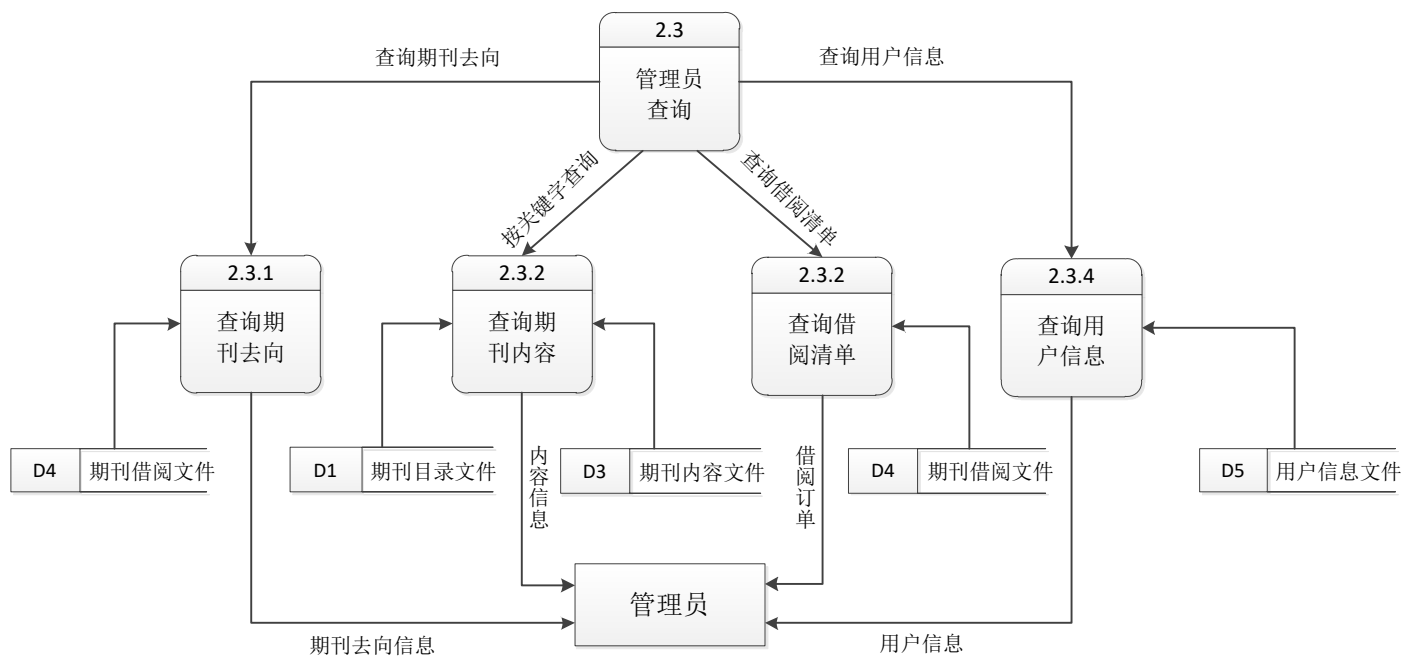 2.3
管理员
查询
查询期刊去向
查询用户信息
按关键字查询
查询借阅清单
2.3.1
查询期
刊去向
2.3.2
查询期
刊内容
2.3.2
查询借
阅清单
2.3.4
查询用
户信息
D4 期刊借阅文件
D1 期刊目录文件
D3 期刊内容文件
D4 期刊借阅文件
D5 用户信息文件
内容信息
借阅订单
管理员
期刊去向信息
用户信息